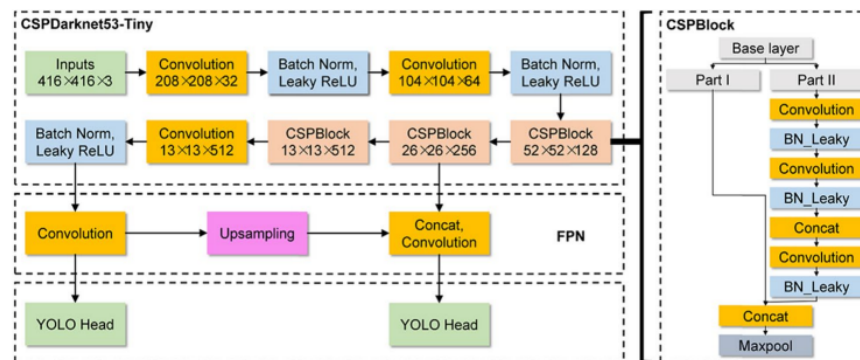 CSPDarknet53-Tiny
Inputs
416×416×3
Convolution
208×208×32
Batch Norm,
Leaky ReLU
Convolution
104×104×64
Batch Norm,
Leaky ReLU
Batch Norm,
Leaky ReLU
Convolution
13×13×512
CSPBlock
13×13×512
CSPBlock
26×26×256
CSPBlock
52×52×128
Convolution
Upsampling
Concat,
Convolution
FPN
YOLO Head
YOLO Head
CSPBlock
Base layer
Part I
Part II
Convolution
BN_Leaky
Convolution
BN_Leaky
Concat
Convolution
BN_Leaky
Concat
Maxpool